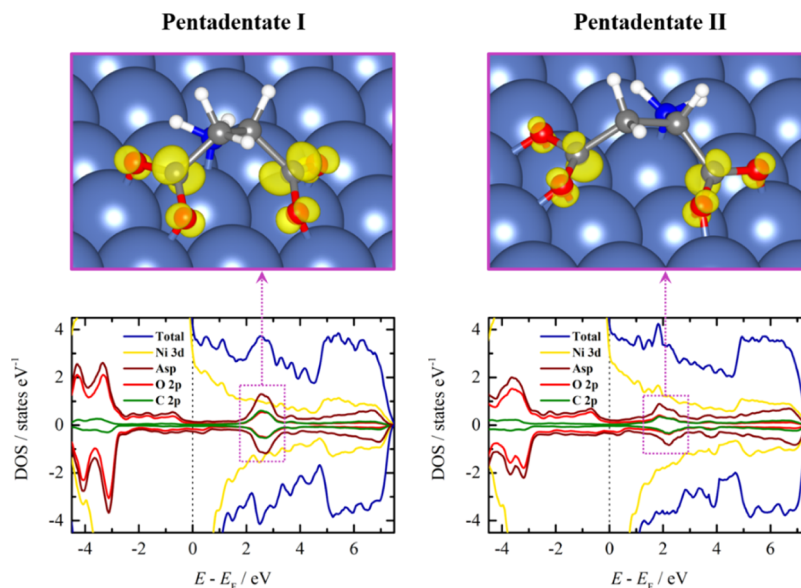 Pentadentate I
Pentadentate II
DOS / states eV⁻¹
4
2
0
-2
-4
Total
Ni 3d
Asp
O 2p
C 2p
-4 -2 0 2 4 6
E - E_F / eV
DOS / states eV⁻¹
4
2
0
-2
-4
Total
Ni 3d
Asp
O 2p
C 2p
-4 -2 0 2 4 6
E - E_F / eV